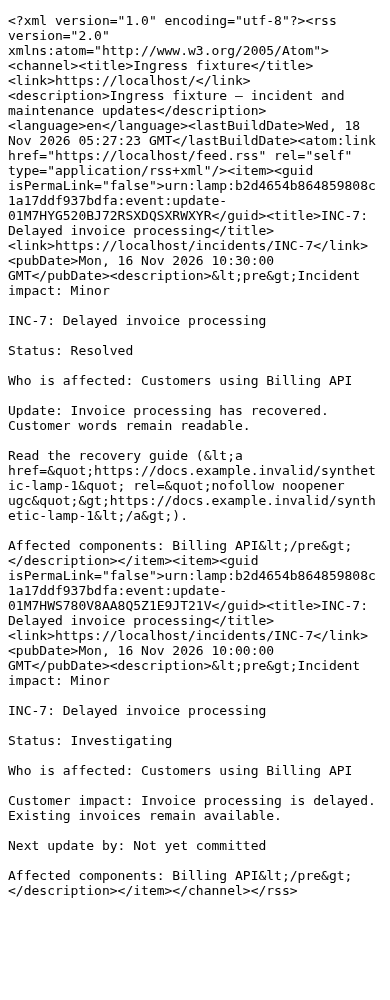 <?xml version="1.0" encoding="utf-8"?><rss
version="2.0"
xmlns:atom="http://www.w3.org/2005/Atom">
<channel><title>Ingress fixture</title>
<link>https://localhost/</link>
<description>Ingress fixture — incident and
maintenance updates</description>
<language>en</language><lastBuildDate>Wed, 18
Nov 2026 05:27:23 GMT</lastBuildDate><atom:link
href="https://localhost/feed.rss" rel="self"
type="application/rss+xml"/><item><guid
isPermaLink="false">urn:lamp:b2d4654b864859808c
1a17ddf937bdfa:event:update-
01M7HYG520BJ72RSXDQSXRWXYR</guid><title>INC-7:
Delayed invoice processing</title>
<link>https://localhost/incidents/INC-7</link>
<pubDate>Mon, 16 Nov 2026 10:30:00
GMT</pubDate><description>&lt;pre&gt;Incident
impact: Minor

INC-7: Delayed invoice processing

Status: Resolved

Who is affected: Customers using Billing API

Update: Invoice processing has recovered.
Customer words remain readable.

Read the recovery guide (&lt;a
href=&quot;https://docs.example.invalid/synthet
ic-lamp-1&quot; rel=&quot;nofollow noopener
ugc&quot;&gt;https://docs.example.invalid/synth
etic-lamp-1&lt;/a&gt;).

Affected components: Billing API&lt;/pre&gt;
</description></item><item><guid
isPermaLink="false">urn:lamp:b2d4654b864859808c
1a17ddf937bdfa:event:update-
01M7HWS780V8AA8Q5Z1E9JT21V</guid><title>INC-7:
Delayed invoice processing</title>
<link>https://localhost/incidents/INC-7</link>
<pubDate>Mon, 16 Nov 2026 10:00:00
GMT</pubDate><description>&lt;pre&gt;Incident
impact: Minor

INC-7: Delayed invoice processing

Status: Investigating

Who is affected: Customers using Billing API

Customer impact: Invoice processing is delayed.
Existing invoices remain available.

Next update by: Not yet committed

Affected components: Billing API&lt;/pre&gt;
</description></item></channel></rss>